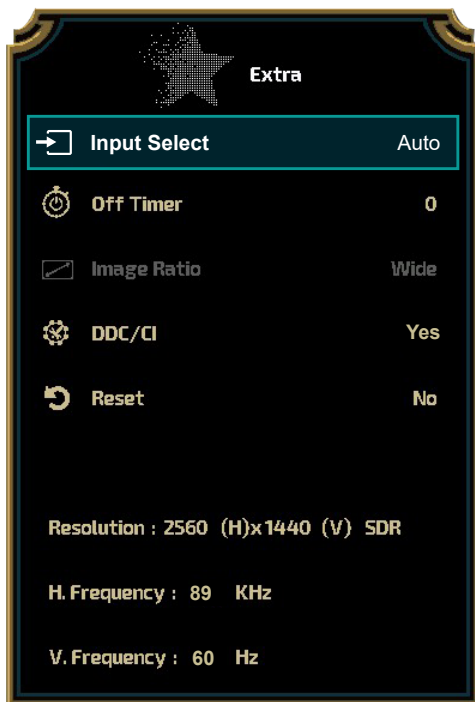 Extra
Input Select Auto
Off Timer 0
Image Ratio Wide
DDC/CI Yes
Reset No
Resolution : 2560 (H)x1440 (V) SDR
H. Frequency : 89 KHz
V. Frequency : 60 Hz